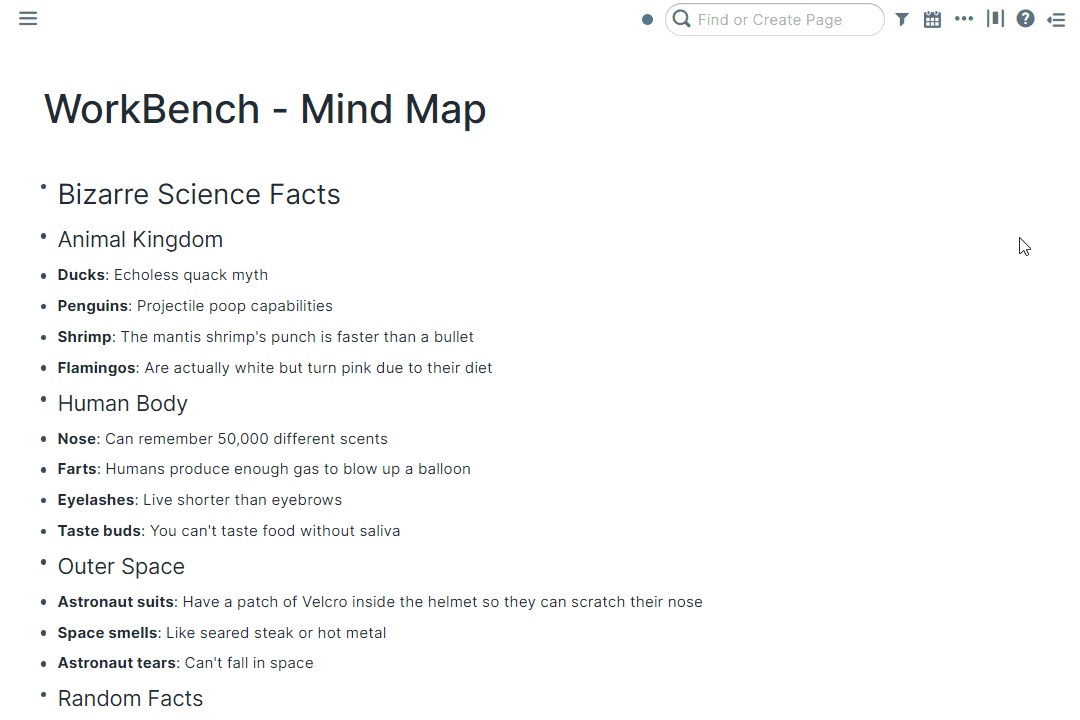 Find or Create Page
WorkBench - Mind Map
Bizarre Science Facts
Animal Kingdom
Ducks: Echoless quack myth
Penguins: Projectile poop capabilities
Shrimp: The mantis shrimp's punch is faster than a bullet
Flamingos: Are actually white but turn pink due to their diet
Human Body
Nose: Can remember 50,000 different scents
Farts: Humans produce enough gas to blow up a balloon
Eyelashes: Live shorter than eyebrows
Taste buds: You can't taste food without saliva
Outer Space
Astronaut suits: Have a patch of Velcro inside the helmet so they can scratch their nose
Space smells: Like seared steak or hot metal
Astronaut tears: Can't fall in space
Random Facts